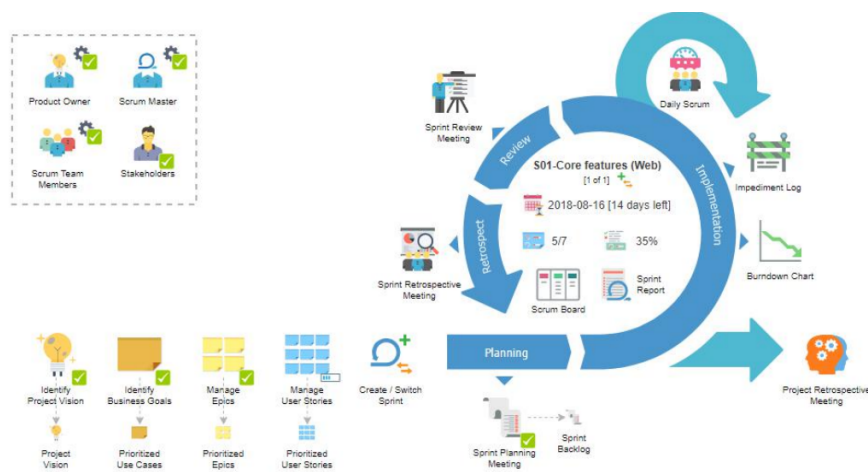 Product Owner
Scrum Master
Scrum Team
Members
Stakeholders
Sprint Review
Meeting
Daily Scrum
Review
Implementation
Retrospect
S01-Core features (Web)
[1 of 1]
2018-08-16 [14 days left]
5/7
35%
Scrum Board
Sprint
Report
Impediment Log
Burndown Chart
Sprint Retrospective
Meeting
Planning
Identify
Project Vision
Identify
Business Goals
Manage
Epics
Manage
User Stories
Create / Switch
Sprint
Project
Vision
Prioritized
Use Cases
Prioritized
Epics
Prioritized
User Stories
Sprint Planning
Meeting
Sprint
Backlog
Project Retrospective
Meeting